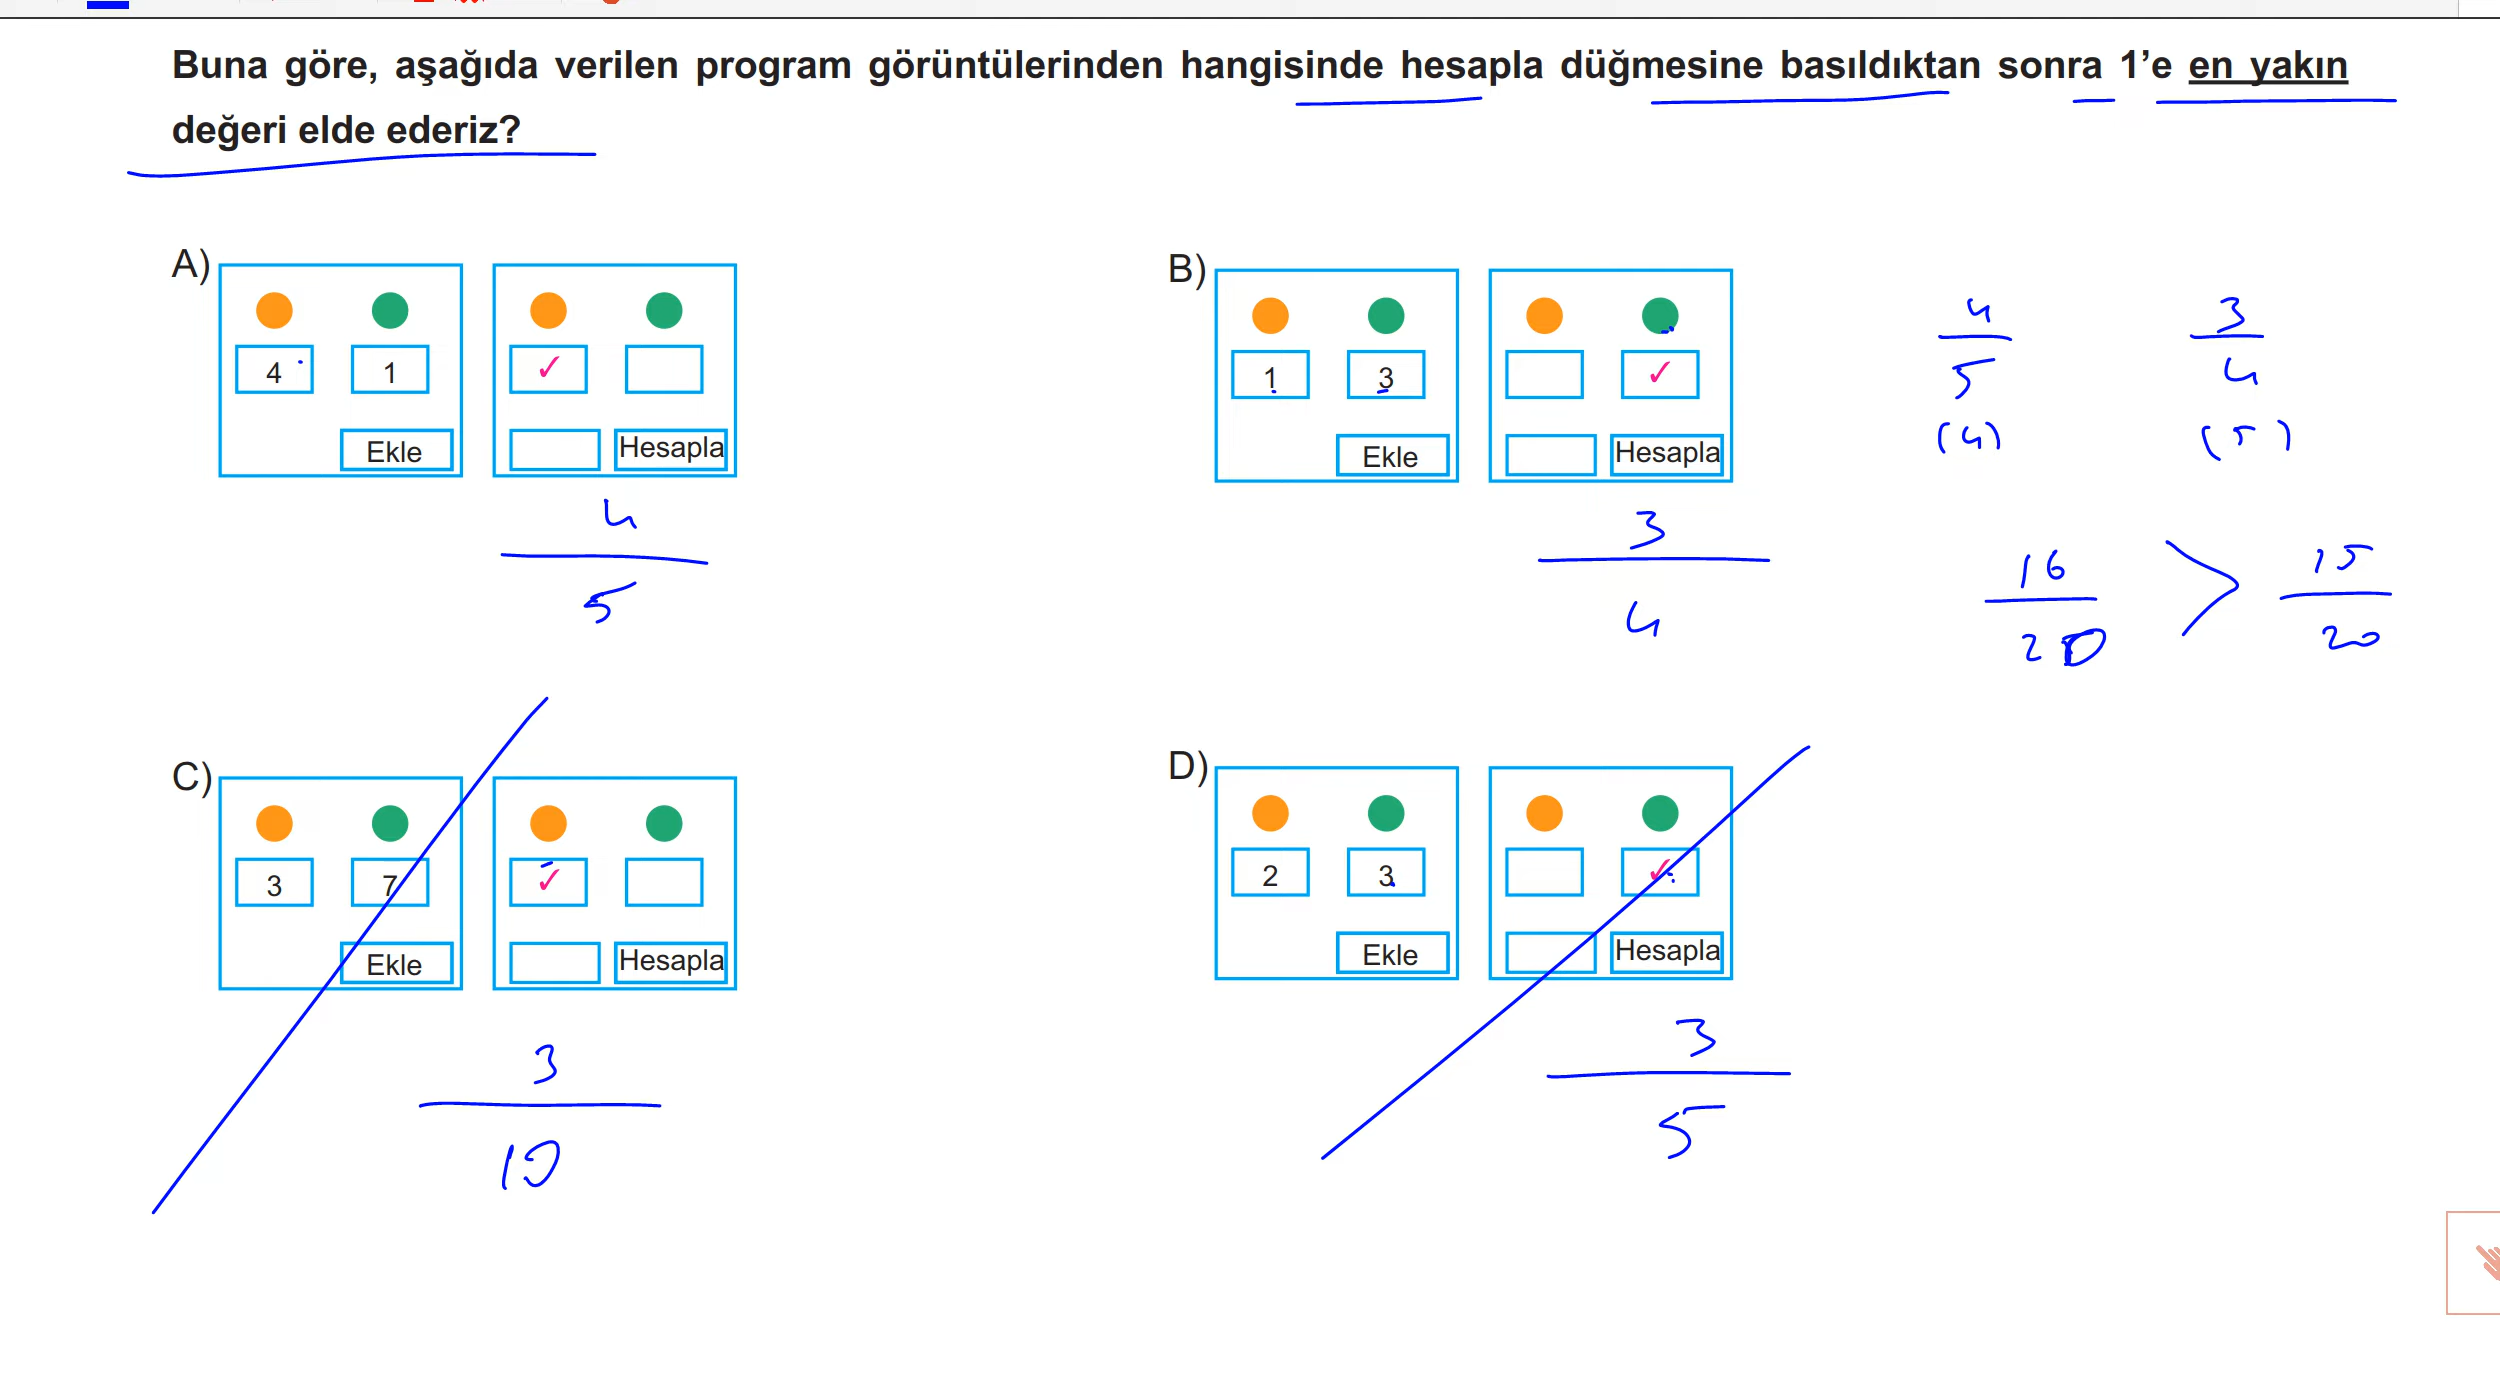 Buna göre, aşağıda verilen program görüntülerinden hangisinde hesapla düğmesine basıldıktan sonra 1'e en yakın
değeri elde ederiz?
A)
4 1 ✓
Ekle Hesapla
4
5
B)
1 3 ✓
Ekle Hesapla
3
4
4 3
5 4
(4) (5)
16 > 15
20 20
C)
3 7 ✓
Ekle Hesapla
3
10
D)
2 3 ✓
Ekle Hesapla
3
5